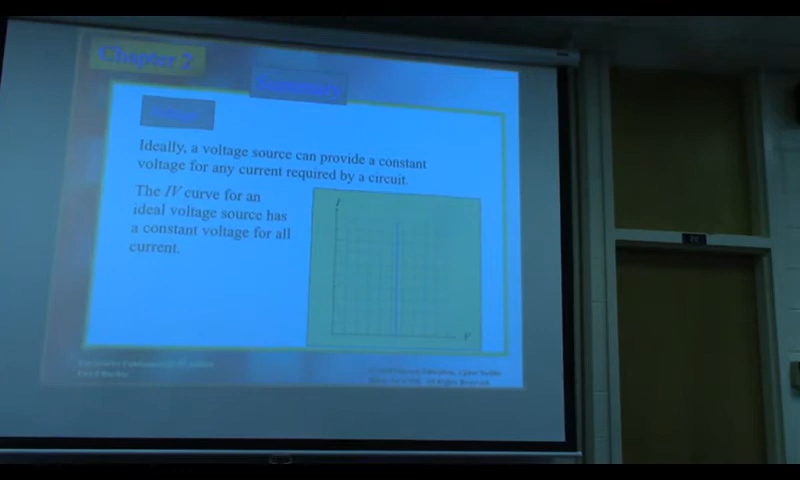 Chapter 2
Summary
Ideally, a voltage source can provide a constant
voltage for any current required by a circuit.
The IV curve for an
ideal voltage source has
a constant voltage for all
current.
I
V